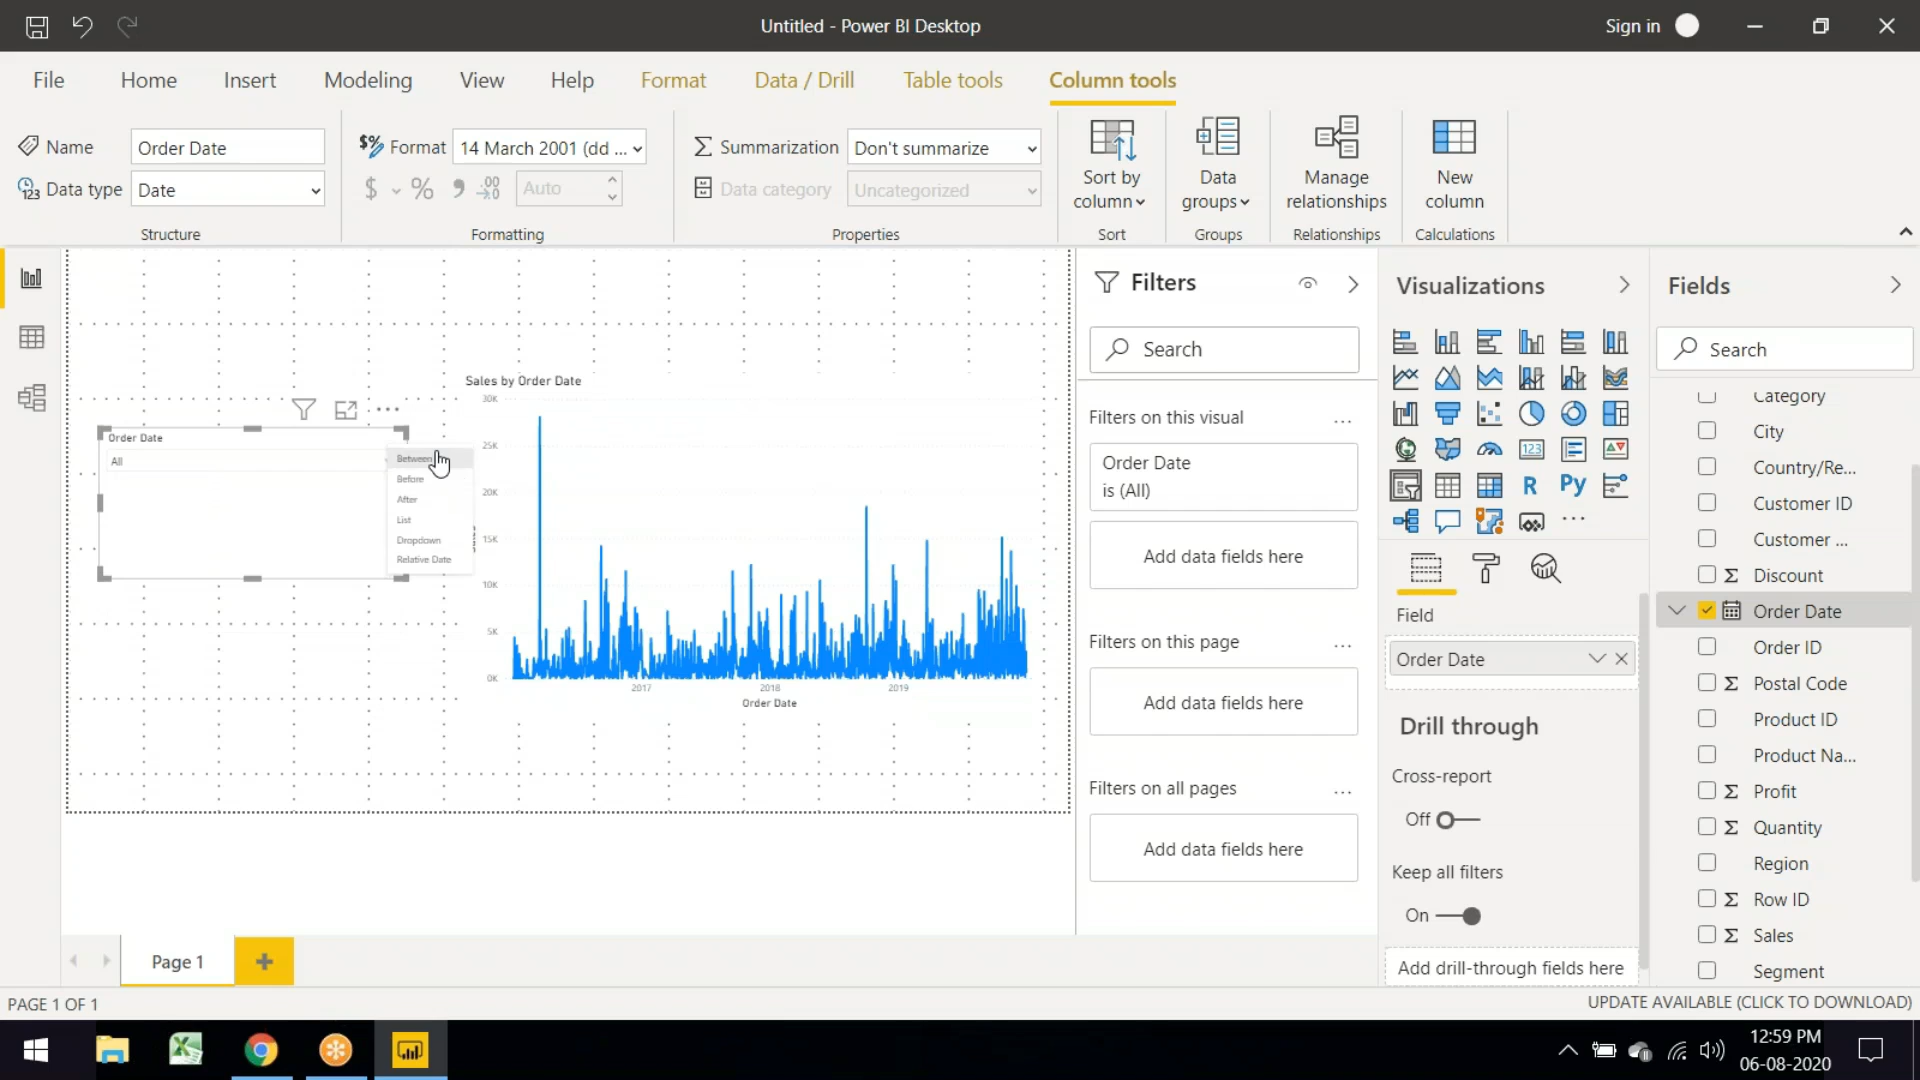 Untitled - Power BI Desktop
Sign in
File Home Insert Modeling View Help Format Data / Drill Table tools Column tools
Name Order Date
Data type Date
Structure
Format 14 March 2001 (dd ...
$ % Auto
Formatting
Summarization Don't summarize
Data category Uncategorized
Properties
Sort by
column
Sort
Data
groups
Groups
Manage
relationships
Relationships
New
column
Calculations
Order Date
All
Between
Before
After
List
Dropdown
Relative Date
Sales by Order Date
30K
25K
20K
15K
10K
5K
0K
2017 2018 2019
Order Date
Filters
Search
Filters on this visual
Order Date
is (All)
Add data fields here
Filters on this page
Add data fields here
Filters on all pages
Add data fields here
Visualizations
123
R Py
Field
Order Date
Drill through
Cross-report
Off
Keep all filters
On
Add drill-through fields here
Fields
Search
Category
City
Country/Re...
Customer ID
Customer ...
Σ Discount
Order Date
Order ID
Σ Postal Code
Product ID
Product Na...
Σ Profit
Σ Quantity
Region
Σ Row ID
Σ Sales
Segment
Page 1
PAGE 1 OF 1
UPDATE AVAILABLE (CLICK TO DOWNLOAD)
12:59 PM
06-08-2020